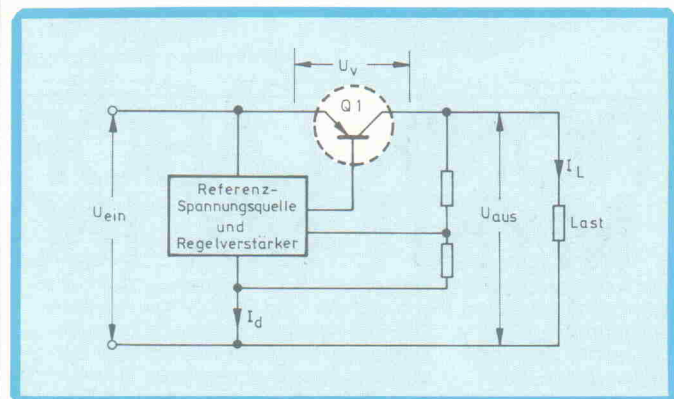 U_v
Q1
Referenz-
Spannungsquelle
und
Regelverstärker
U_ein
U_aus
I_L
Last
I_d